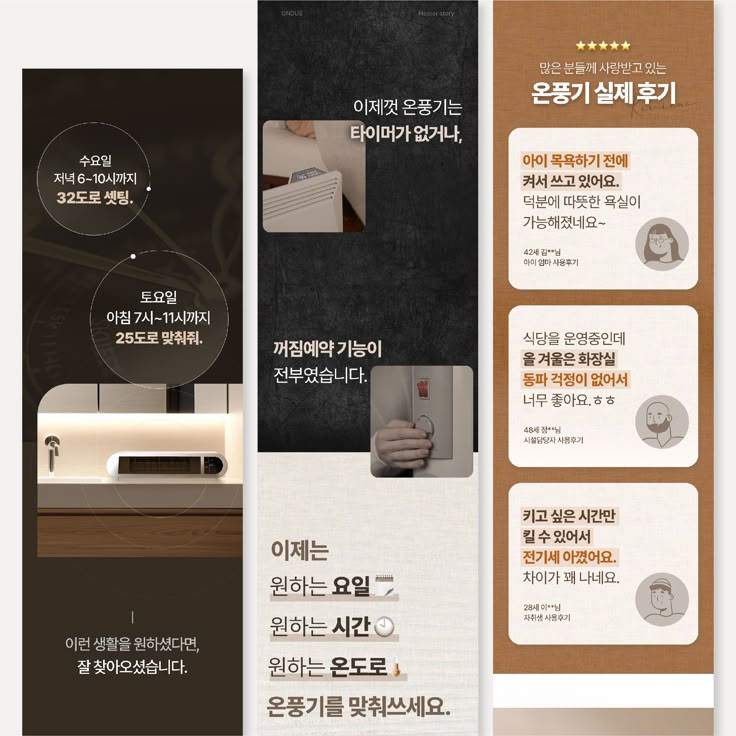 수요일
저녁 6~10시까지
32도로 셋팅.
토요일
아침 7시~11시까지
25도로 맞춰줘.
이런 생활을 원하셨다면,
잘 찾아오셨습니다.
ONDUS
Heater story
이제껏 온풍기는
타이머가 없거나,
꺼짐예약 기능이
전부였습니다.
이제는
원하는 요일
원하는 시간
원하는 온도로
온풍기를 맞춰쓰세요.
많은 분들께 사랑받고 있는
온풍기 실제 후기
아이 목욕하기 전에
켜서 쓰고 있어요.
덕분에 따뜻한 욕실이
가능해졌네요~
42세 김**님
아이 엄마 사용후기
식당을 운영중인데
올 겨울은 화장실
동파 걱정이 없어서
너무 좋아요.ㅎㅎ
48세 정**님
시설담당자 사용후기
키고 싶은 시간만
킬 수 있어서
전기세 아꼈어요.
차이가 꽤 나네요.
28세 이**님
자취생 사용후기